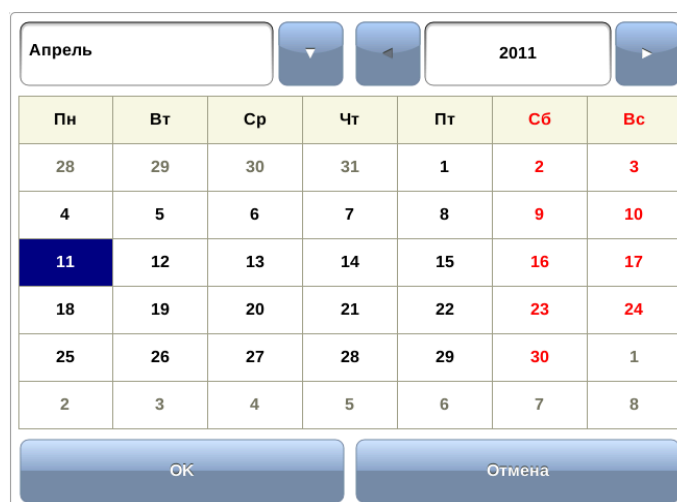 Апрель ▼ ◄ 2011 ►
Пн Вт Ср Чт Пт Сб Вс
28 29 30 31 1 2 3
4 5 6 7 8 9 10
11 12 13 14 15 16 17
18 19 20 21 22 23 24
25 26 27 28 29 30 1
2 3 4 5 6 7 8
OK Отмена